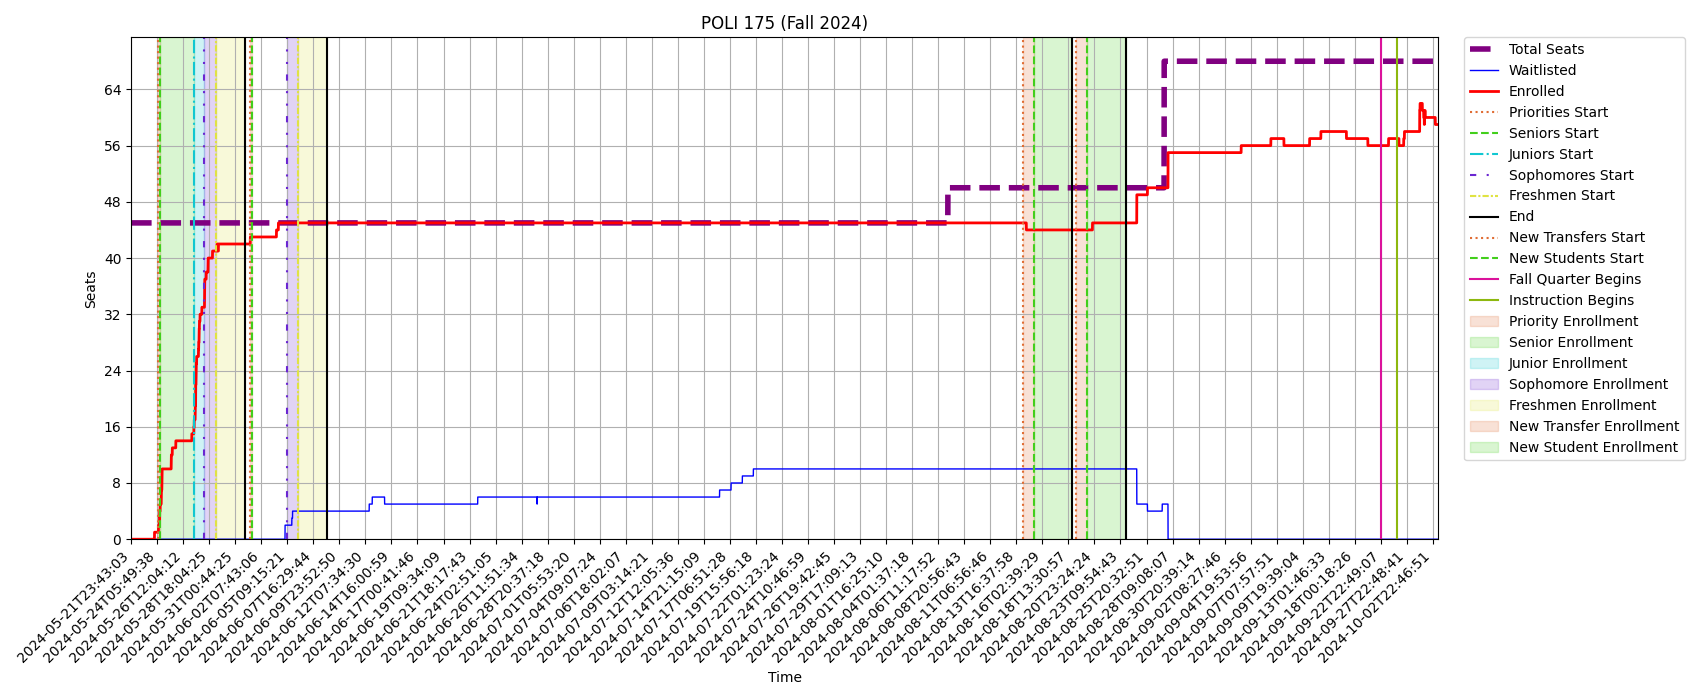 POLI 175 (Fall 2024)
Seats
64
56
48
40
32
24
16
8
0
2024-05-21T23:43:03
2024-05-24T05:49:38
2024-05-26T12:04:12
2024-05-28T18:04:25
2024-05-31T00:44:25
2024-06-02T07:43:06
2024-06-05T09:15:21
2024-06-07T16:29:44
2024-06-09T23:52:50
2024-06-12T07:34:30
2024-06-14T16:00:59
2024-06-17T00:41:46
2024-06-19T09:34:09
2024-06-21T18:17:43
2024-06-24T02:51:05
2024-06-26T11:51:34
2024-06-28T20:37:18
2024-07-01T05:53:20
2024-07-04T09:07:24
2024-07-06T18:02:07
2024-07-09T03:14:21
2024-07-12T12:05:36
2024-07-14T21:15:09
2024-07-17T06:51:28
2024-07-19T15:56:18
2024-07-22T01:23:24
2024-07-24T10:46:59
2024-07-26T19:42:45
2024-07-29T17:09:13
2024-08-01T16:25:10
2024-08-04T01:37:18
2024-08-06T11:17:52
2024-08-08T20:56:43
2024-08-11T06:56:46
2024-08-13T16:37:58
2024-08-16T02:39:29
2024-08-18T13:30:57
2024-08-20T23:24:24
2024-08-23T09:54:43
2024-08-25T20:32:51
2024-08-28T09:08:07
2024-08-30T20:39:14
2024-09-02T08:27:46
2024-09-04T19:53:56
2024-09-07T07:57:51
2024-09-09T19:39:04
2024-09-13T01:46:33
2024-09-18T00:18:26
2024-09-22T22:49:07
2024-09-27T22:48:41
2024-10-02T22:46:51
Time
Total Seats
Waitlisted
Enrolled
Priorities Start
Seniors Start
Juniors Start
Sophomores Start
Freshmen Start
End
New Transfers Start
New Students Start
Fall Quarter Begins
Instruction Begins
Priority Enrollment
Senior Enrollment
Junior Enrollment
Sophomore Enrollment
Freshmen Enrollment
New Transfer Enrollment
New Student Enrollment